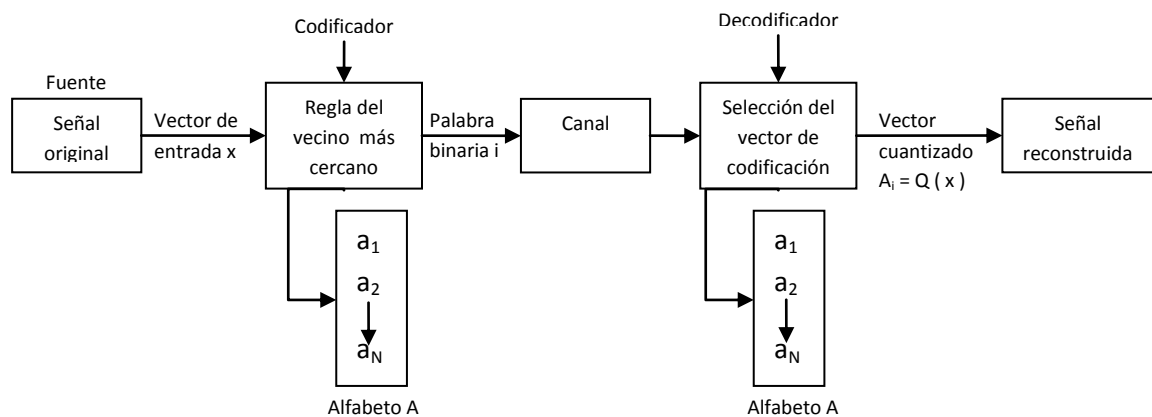 Codificador
Decodificador
Fuente
Señal
original
Vector de
entrada x
Regla del
vecino más
cercano
Palabra
binaria i
Canal
Selección del
vector de
codificación
Vector
cuantizado
Aᵢ = Q ( x )
Señal
reconstruida
a₁
a₂
a_N
Alfabeto A
a₁
a₂
a_N
Alfabeto A